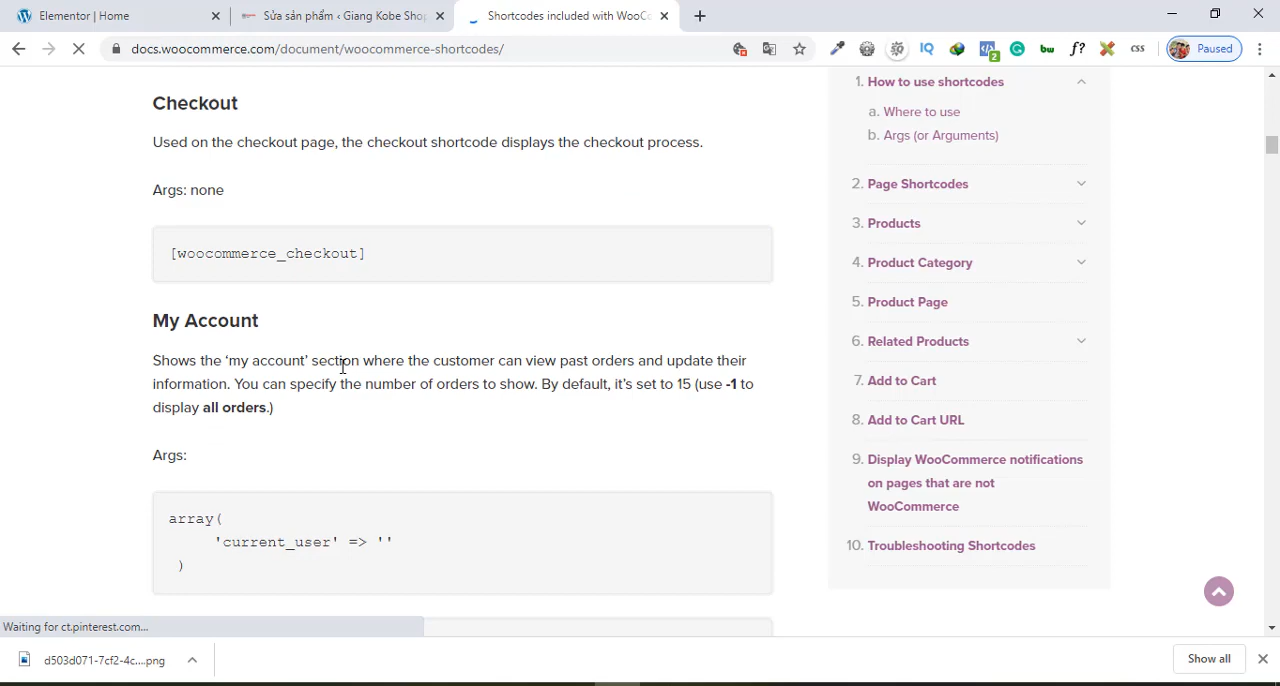 Elementor | Home
Sửa sản phẩm ‹ Giang Kobe Shop
Shortcodes included with WooCo
docs.woocommerce.com/document/woocommerce-shortcodes/
IQ
2
bw
f?
css
Paused
Checkout
Used on the checkout page, the checkout shortcode displays the checkout process.
Args: none
[woocommerce_checkout]
My Account
Shows the ‘my account’ section where the customer can view past orders and update their
information. You can specify the number of orders to show. By default, it’s set to 15 (use -1 to
display all orders.)
Args:
array(
'current_user' => ''
)
1. How to use shortcodes
a. Where to use
b. Args (or Arguments)
2. Page Shortcodes
3. Products
4. Product Category
5. Product Page
6. Related Products
7. Add to Cart
8. Add to Cart URL
9. Display WooCommerce notifications
on pages that are not
WooCommerce
10. Troubleshooting Shortcodes
Waiting for ct.pinterest.com...
d503d071-7cf2-4c....png
Show all